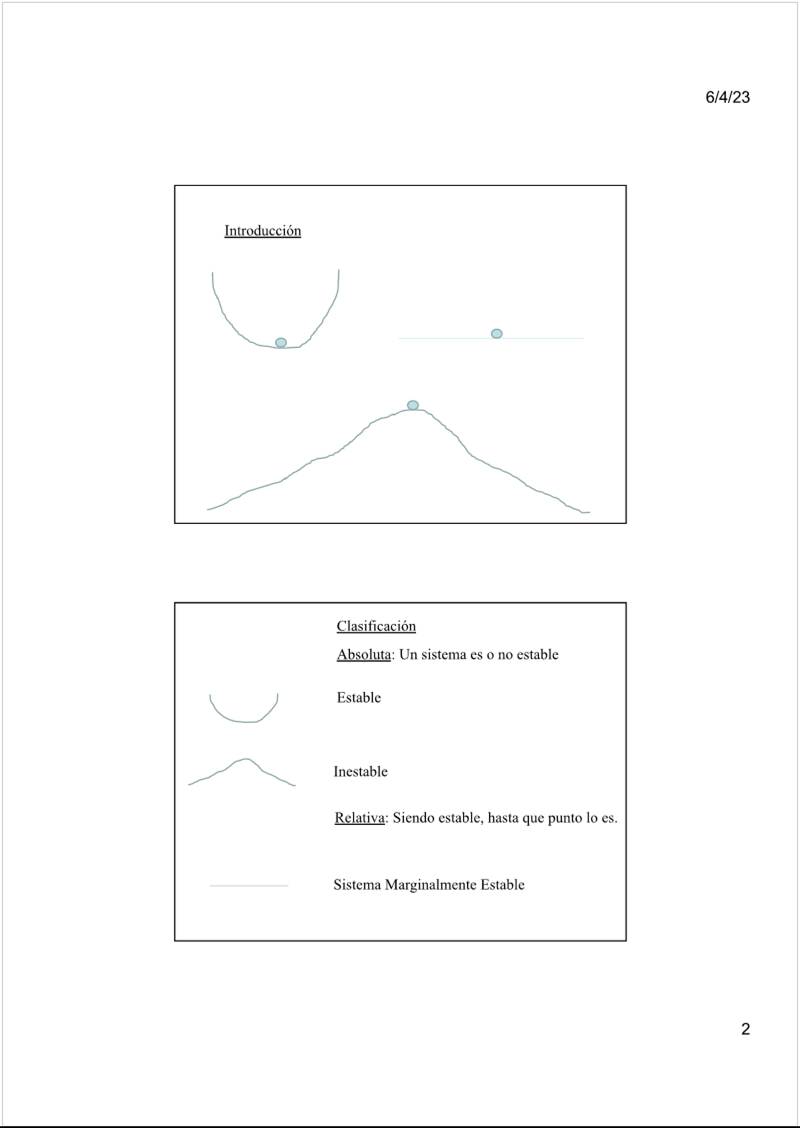 6/4/23
Introducción
Clasificación
Absoluta: Un sistema es o no estable
Estable
Inestable
Relativa: Siendo estable, hasta que punto lo es.
Sistema Marginalmente Estable
2